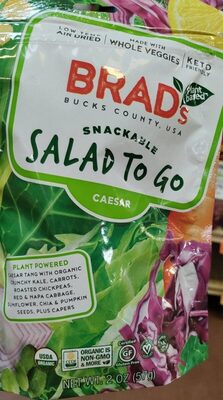 LOW TEMP
AIR DRIED
MADE WITH
WHOLE VEGGIES
KETO
FRIENDLY
BRAD's
Plant
Based
BUCKS COUNTY, USA
SNACKABLE
SALAD TO GO
CAESAR
PLANT POWERED
CAESAR TANG WITH ORGANIC
CRUNCHY KALE, CARROTS,
ROASTED CHICKPEAS,
RED & NAPA CABBAGE,
SUNFLOWER, CHIA & PUMPKIN
SEEDS, PLUS CAPERS
USDA
ORGANIC
ORGANIC IS
NON-GMO
& MORE
GF
NET WT. 2 OZ (57g)